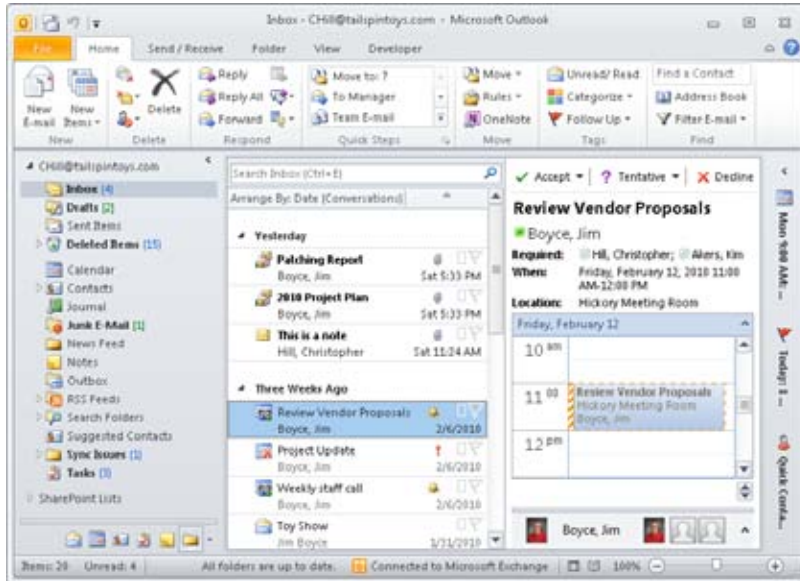 Inbox - CHill@tailspintoys.com - Microsoft Outlook
File Home Send / Receive Folder View Developer
New E-mail
New Items
Delete
Reply
Reply All
Forward
Move to: ?
To Manager
Team E-mail
Move
Rules
OneNote
Unread/ Read
Categorize
Follow Up
Find a Contact
Address Book
Filter E-mail
New Delete Respond Quick Steps Move Tags Find
CHill@tailspintoys.com
Inbox (4)
Drafts [2]
Sent Items
Deleted Items (15)
Calendar
Contacts
Journal
Junk E-Mail [1]
News Feed
Notes
Outbox
RSS Feeds
Search Folders
Suggested Contacts
Sync Issues (1)
Tasks (1)
SharePoint Lists
Search Inbox (Ctrl+E)
Arrange By: Date (Conversations)
Yesterday
Patching Report
Boyce, Jim Sat 5:33 PM
2010 Project Plan
Boyce, Jim Sat 5:33 PM
This is a note
Hill, Christopher Sat 11:24 AM
Three Weeks Ago
Review Vendor Proposals
Boyce, Jim 2/6/2010
Project Update
Boyce, Jim 2/6/2010
Weekly staff call
Boyce, Jim 2/6/2010
Toy Show
Jim Boyce 1/31/2010
Accept ? Tentative Decline
Review Vendor Proposals
Boyce, Jim
Required: Hill, Christopher; Akers, Kim
When: Friday, February 12, 2010 11:00
AM-12:00 PM
Location: Hickory Meeting Room
Friday, February 12
10 am
11 00
Review Vendor Proposals
Hickory Meeting Room
Boyce, Jim
12 pm
Boyce, Jim
Mon 9:00 AM: ...
Today: 1 ...
Quick Conta...
Items: 20 Unread: 4 All folders are up to date. Connected to Microsoft Exchange 100%